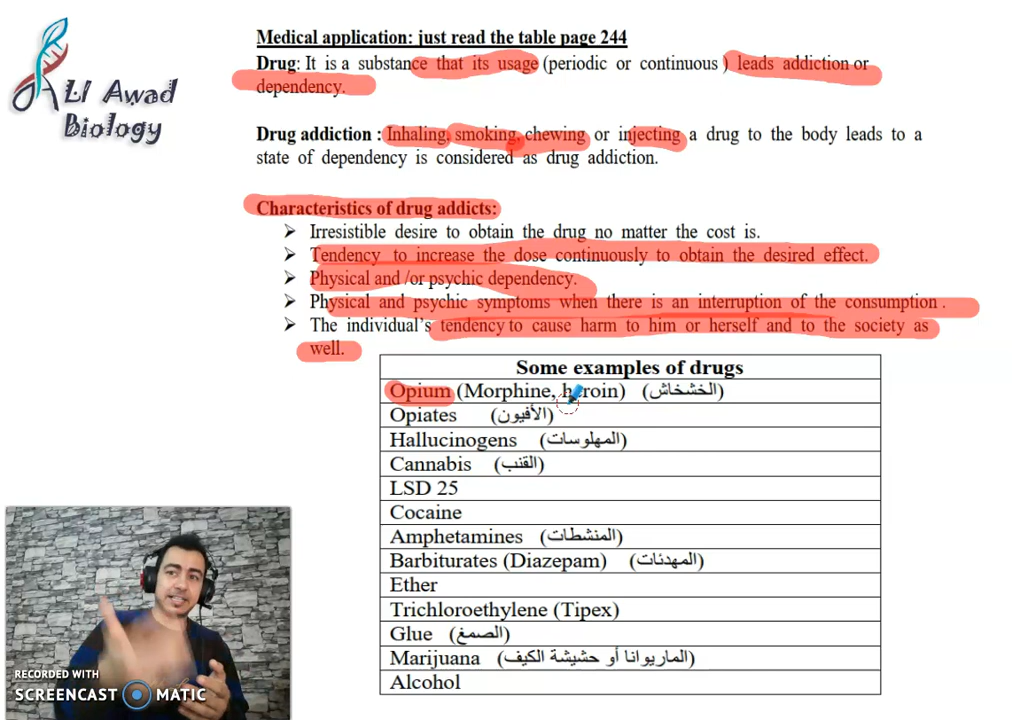 LI Awad
Biology
Medical application: just read the table page 244
Drug: It is a substance that its usage (periodic or continuous ) leads addiction or
dependency.
Drug addiction : Inhaling, smoking, chewing or injecting a drug to the body leads to a
state of dependency is considered as drug addiction.
Characteristics of drug addicts:
➢ Irresistible desire to obtain the drug no matter the cost is.
➢ Tendency to increase the dose continuously to obtain the desired effect.
➢ Physical and /or psychic dependency.
➢ Physical and psychic symptoms when there is an interruption of the consumption .
➢ The individual's tendency to cause harm to him or herself and to the society as
well.
Some examples of drugs
Opium (Morphine, heroin) (الخشخاش)
Opiates (الأفيون)
Hallucinogens (المهلوسات)
Cannabis (القنب)
LSD 25
Cocaine
Amphetamines (المنشطات)
Barbiturates (Diazepam) (المهدئات)
Ether
Trichloroethylene (Tipex)
Glue (الصمغ)
Marijuana (الماريوانا أو حشيشة الكيف)
Alcohol
RECORDED WITH
SCREENCAST MATIC